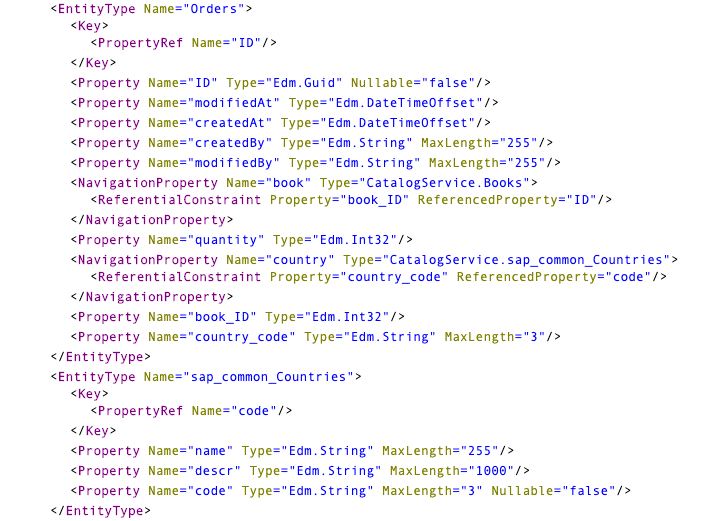 <EntityType Name="Orders">
<Key>
<PropertyRef Name="ID"/>
</Key>
<Property Name="ID" Type="Edm.Guid" Nullable="false"/>
<Property Name="modifiedAt" Type="Edm.DateTimeOffset"/>
<Property Name="createdAt" Type="Edm.DateTimeOffset"/>
<Property Name="createdBy" Type="Edm.String" MaxLength="255"/>
<Property Name="modifiedBy" Type="Edm.String" MaxLength="255"/>
<NavigationProperty Name="book" Type="CatalogService.Books">
<ReferentialConstraint Property="book_ID" ReferencedProperty="ID"/>
</NavigationProperty>
<Property Name="quantity" Type="Edm.Int32"/>
<NavigationProperty Name="country" Type="CatalogService.sap_common_Countries">
<ReferentialConstraint Property="country_code" ReferencedProperty="code"/>
</NavigationProperty>
<Property Name="book_ID" Type="Edm.Int32"/>
<Property Name="country_code" Type="Edm.String" MaxLength="3"/>
</EntityType>
<EntityType Name="sap_common_Countries">
<Key>
<PropertyRef Name="code"/>
</Key>
<Property Name="name" Type="Edm.String" MaxLength="255"/>
<Property Name="descr" Type="Edm.String" MaxLength="1000"/>
<Property Name="code" Type="Edm.String" MaxLength="3" Nullable="false"/>
</EntityType>